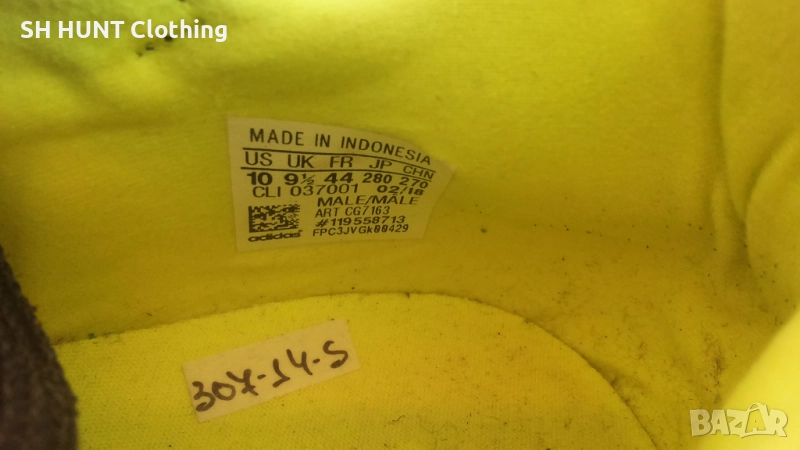 SH HUNT Clothing
MADE IN INDONESIA
US UK FR JP CHN
10 9½ 44 280 270
CLI 037001 02/18
MALE/MALE
ART CG7163
#119558713
adidas FPC3JVGK00429
307-14-S
BAZAR